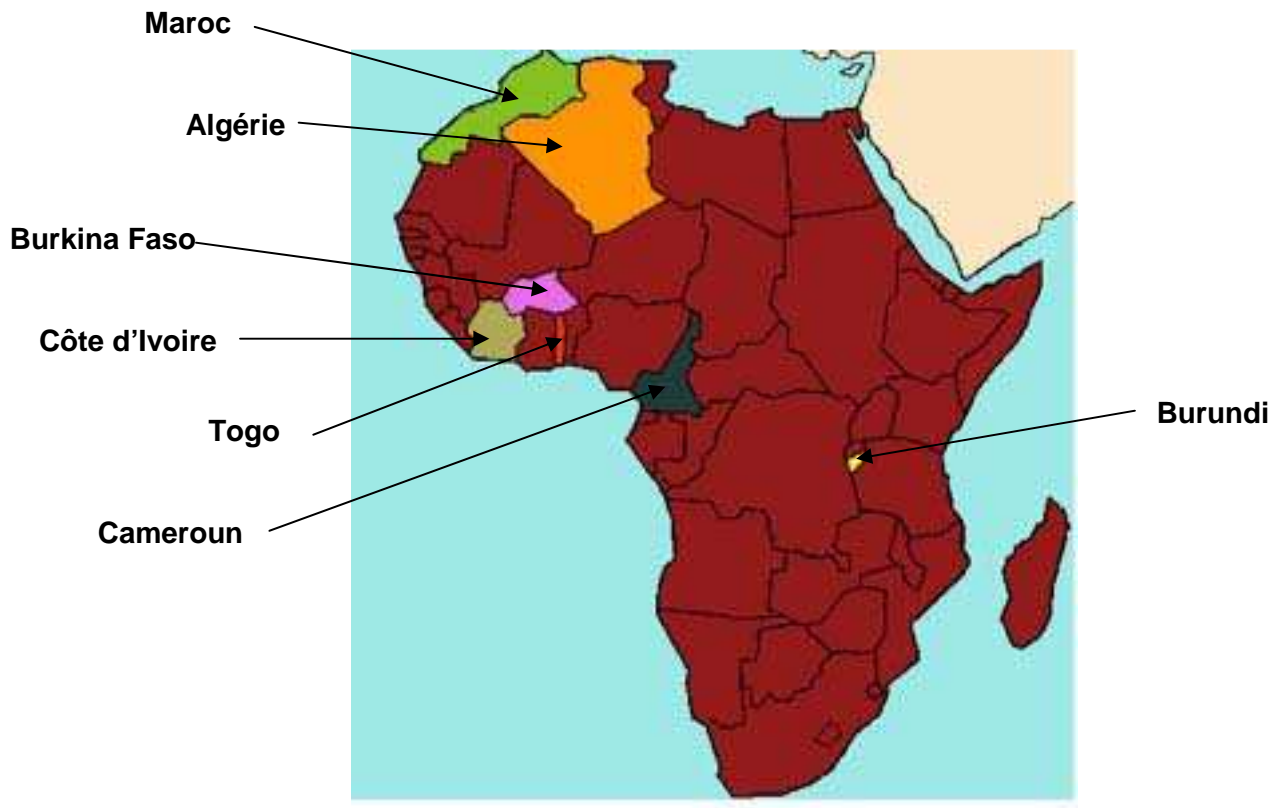 Maroc
Algérie
Burkina Faso
Côte d’Ivoire
Togo
Burundi
Cameroun